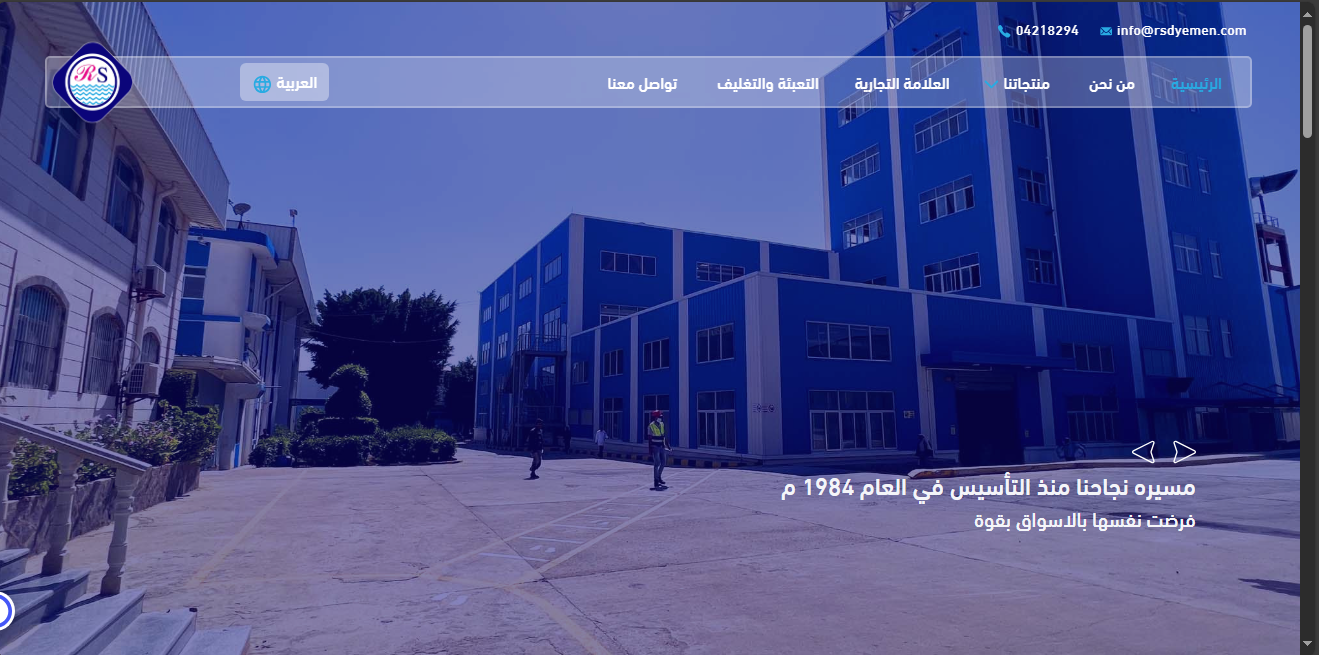 04218294 info@rsdyemen.com
RS
الرئيسية من نحن منتجاتنا العلامة التجارية التعبئة والتغليف تواصل معنا العربية
مسيره نجاحنا منذ التأسيس في العام 1984 م
فرضت نفسها بالاسواق بقوة